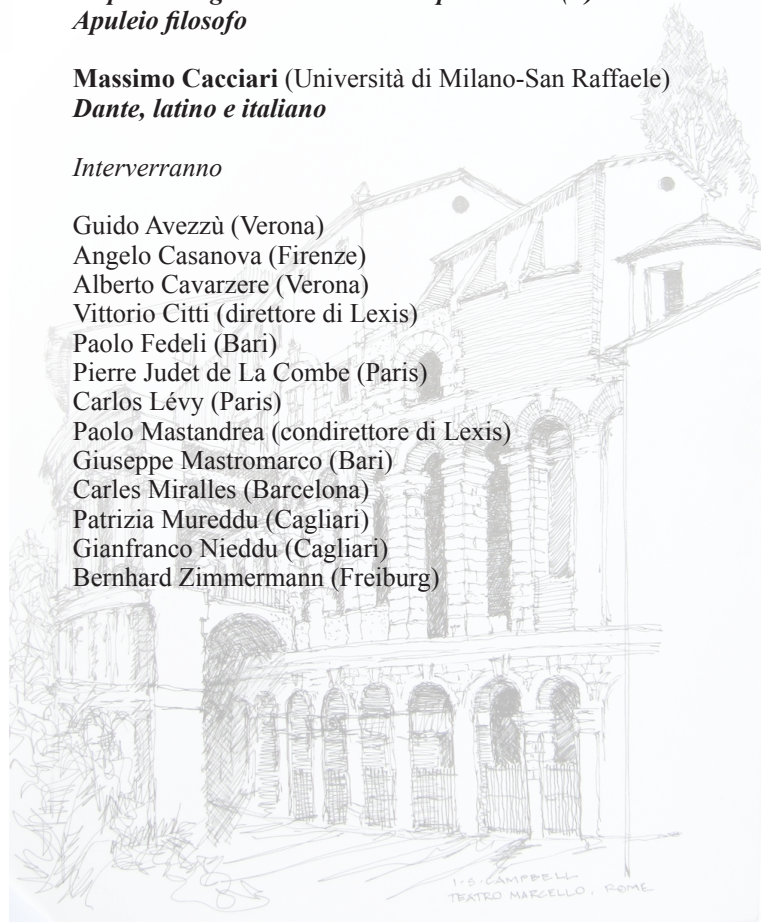 Apuleio filosofo
Massimo Cacciari (Università di Milano-San Raffaele)
Dante, latino e italiano
Interverranno
Guido Avezzù (Verona)
Angelo Casanova (Firenze)
Alberto Cavarzere (Verona)
Vittorio Citti (direttore di Lexis)
Paolo Fedeli (Bari)
Pierre Judet de La Combe (Paris)
Carlos Lévy (Paris)
Paolo Mastandrea (condirettore di Lexis)
Giuseppe Mastromarco (Bari)
Carles Miralles (Barcelona)
Patrizia Mureddu (Cagliari)
Gianfranco Nieddu (Cagliari)
Bernhard Zimmermann (Freiburg)
I·S·CAMPBELL
TEATRO MARCELLO. ROME